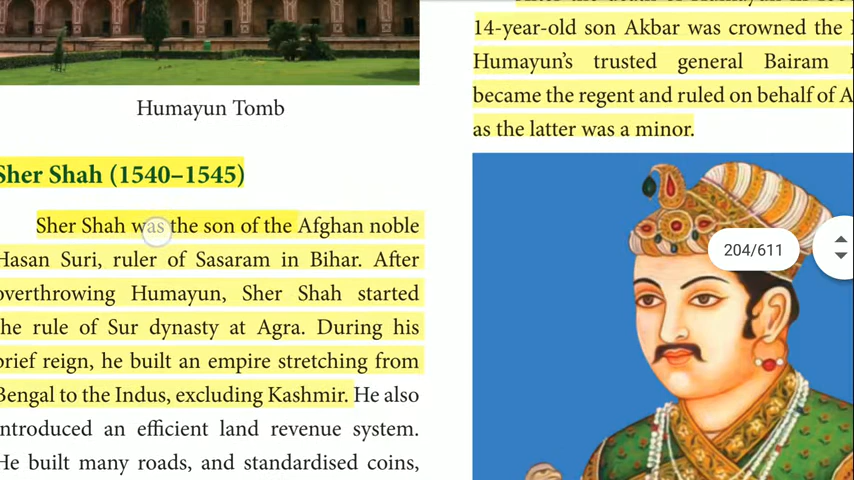 Humayun Tomb
Sher Shah (1540–1545)
Sher Shah was the son of the Afghan noble
Hasan Suri, ruler of Sasaram in Bihar. After
overthrowing Humayun, Sher Shah started
the rule of Sur dynasty at Agra. During his
brief reign, he built an empire stretching from
Bengal to the Indus, excluding Kashmir. He also
introduced an efficient land revenue system.
He built many roads, and standardised coins,
14-year-old son Akbar was crowned the
Humayun's trusted general Bairam
became the regent and ruled on behalf of A
as the latter was a minor.
204/611